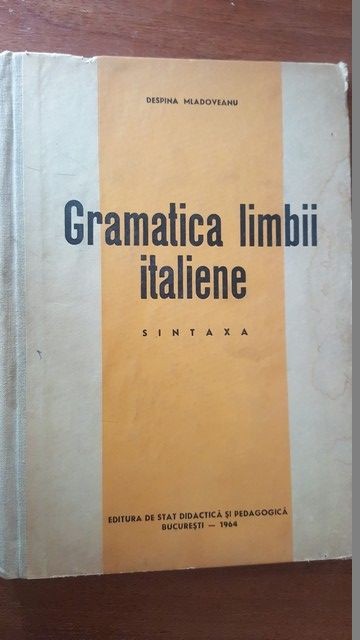 DESPINA MLADOVEANU
Gramatica limbii
italiene
SINTAXA
EDITURA DE STAT DIDACTICĂ ȘI PEDAGOGICĂ
BUCUREȘTI — 1964